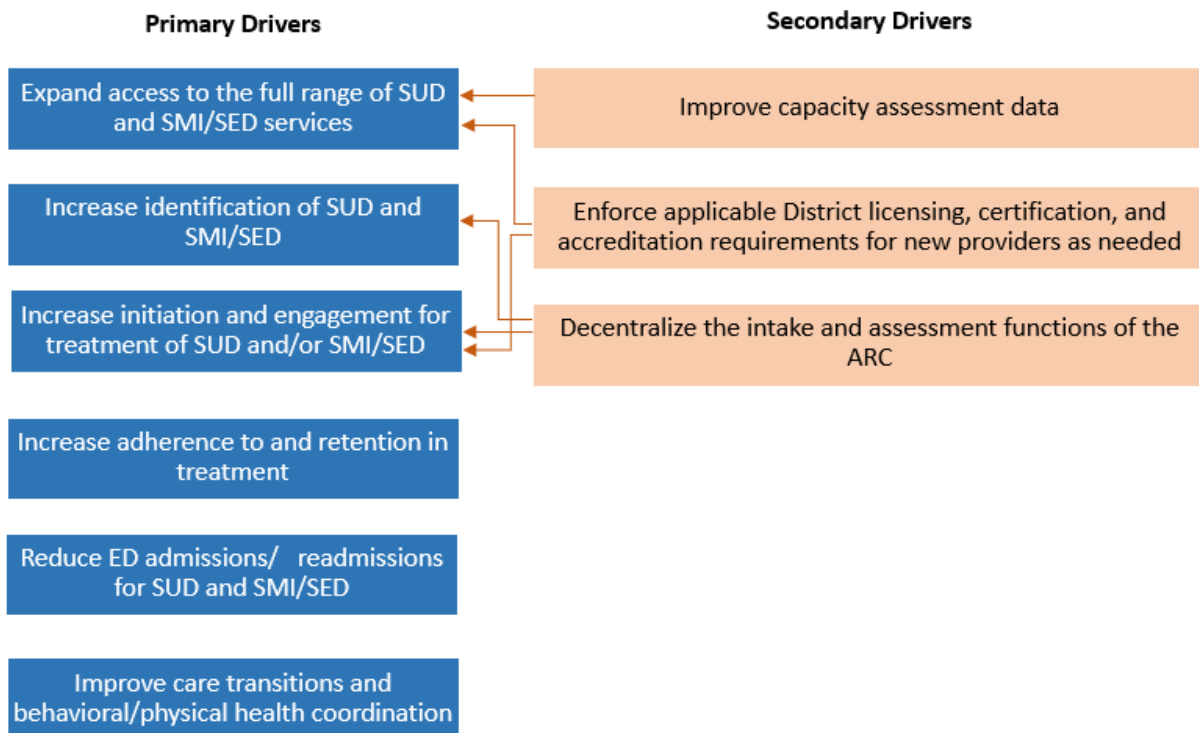 Primary Drivers
Secondary Drivers
Expand access to the full range of SUD
and SMI/SED services
Improve capacity assessment data
Increase identification of SUD and
SMI/SED
Enforce applicable District licensing, certification, and
accreditation requirements for new providers as needed
Increase initiation and engagement for
treatment of SUD and/or SMI/SED
Decentralize the intake and assessment functions of the
ARC
Increase adherence to and retention in
treatment
Reduce ED admissions/ readmissions
for SUD and SMI/SED
Improve care transitions and
behavioral/physical health coordination